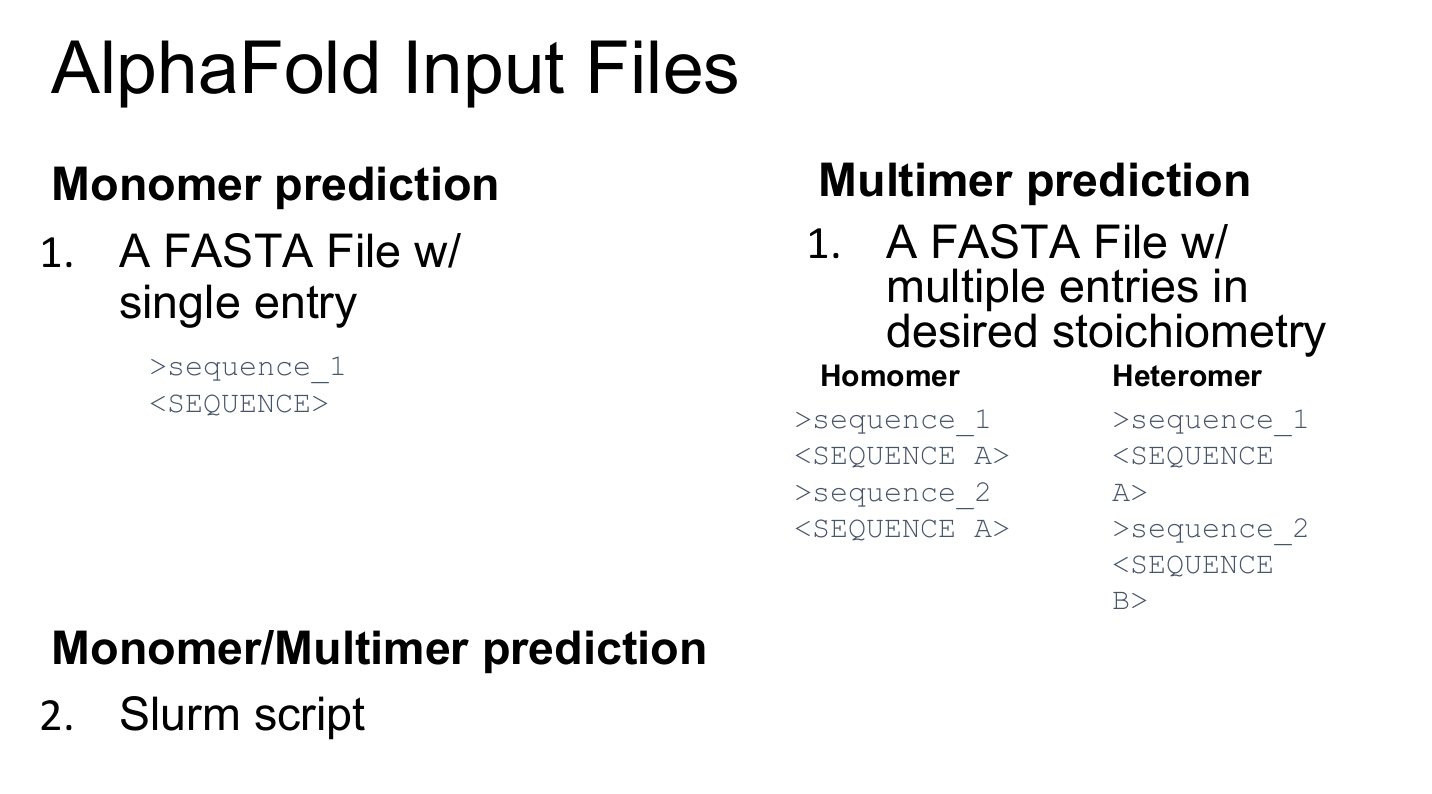 AlphaFold Input Files
Monomer prediction
1. A FASTA File w/
single entry
>sequence_1
<SEQUENCE>
Multimer prediction
1. A FASTA File w/
multiple entries in
desired stoichiometry
Homomer
>sequence_1
<SEQUENCE A>
>sequence_2
<SEQUENCE A>
Heteromer
>sequence_1
<SEQUENCE
A>
>sequence_2
<SEQUENCE
B>
Monomer/Multimer prediction
2. Slurm script